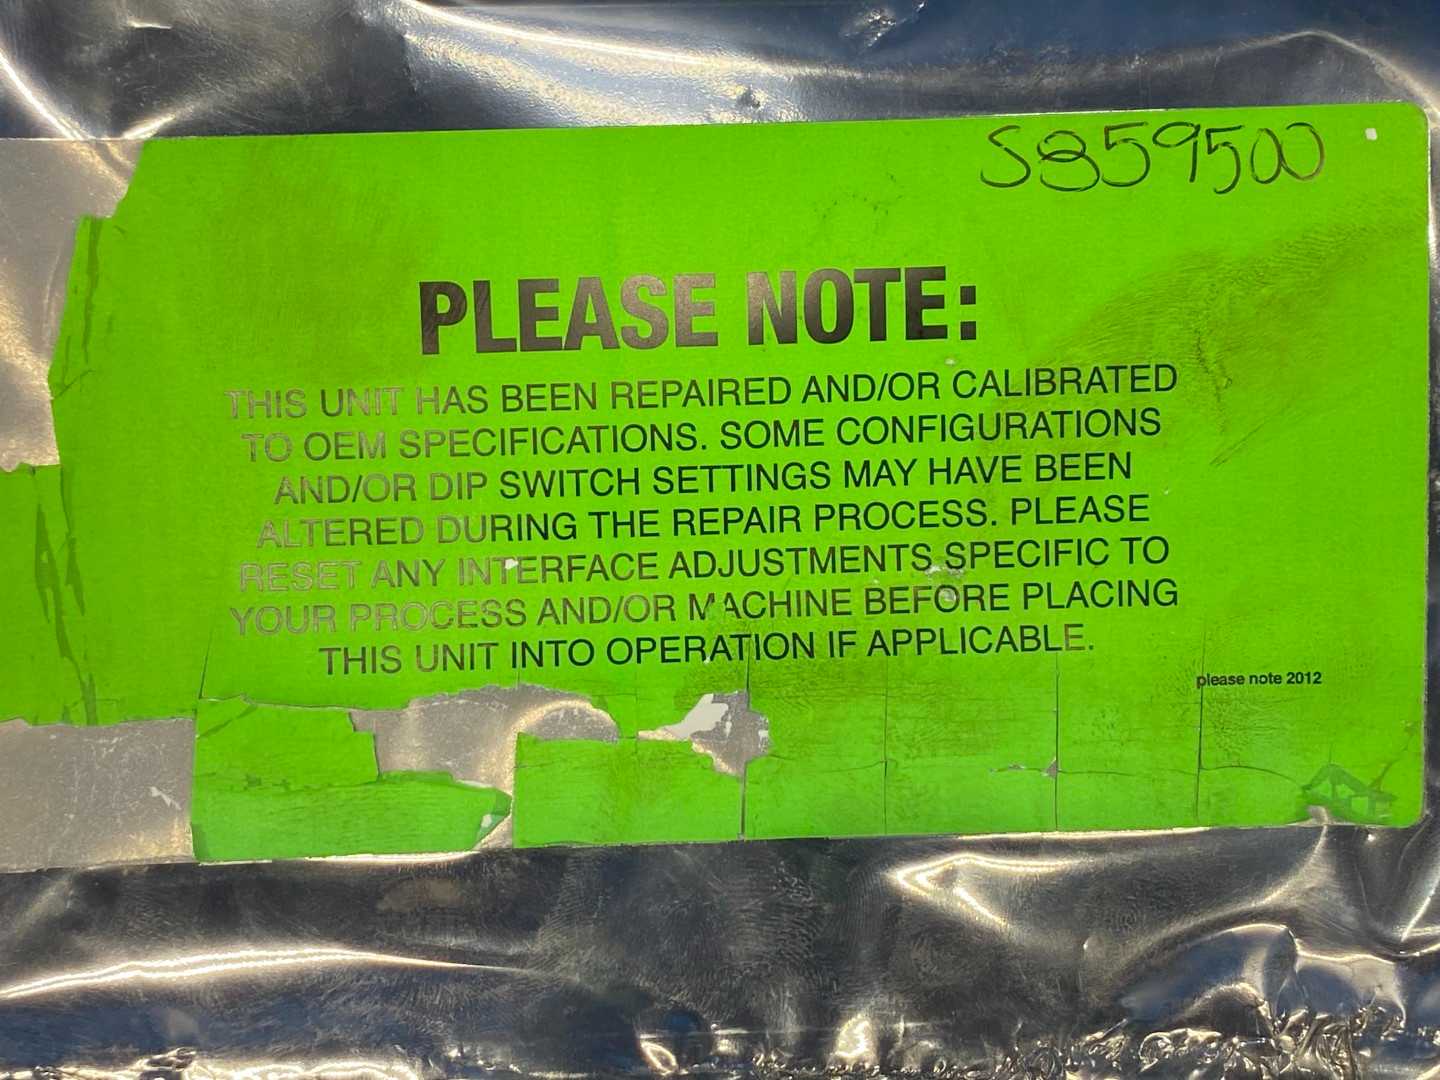 S859500
PLEASE NOTE:
THIS UNIT HAS BEEN REPAIRED AND/OR CALIBRATED
TO OEM SPECIFICATIONS. SOME CONFIGURATIONS
AND/OR DIP SWITCH SETTINGS MAY HAVE BEEN
ALTERED DURING THE REPAIR PROCESS. PLEASE
RESET ANY INTERFACE ADJUSTMENTS SPECIFIC TO
YOUR PROCESS AND/OR MACHINE BEFORE PLACING
THIS UNIT INTO OPERATION IF APPLICABLE.
please note 2012